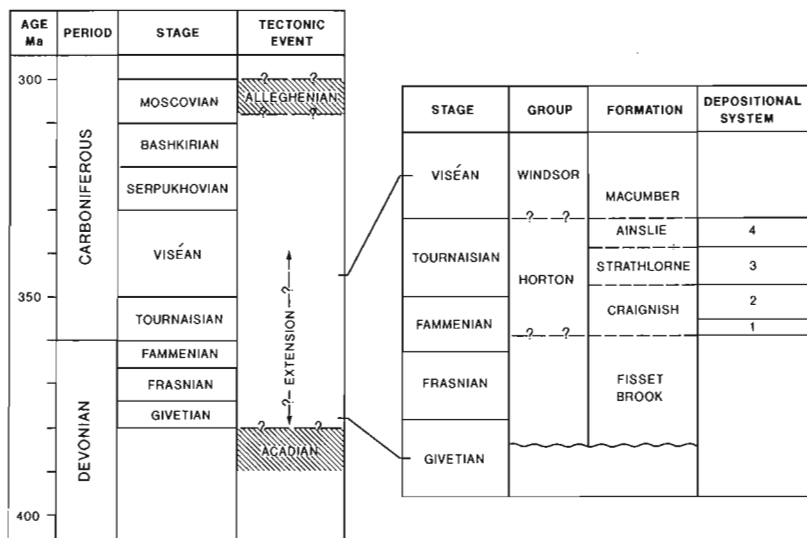 AGE
Ma
PERIOD
STAGE
TECTONIC
EVENT
300
350
400
CARBONIFEROUS
DEVONIAN
MOSCOVIAN
BASHKIRIAN
SERPUKHOVIAN
VISÉAN
TOURNAISIAN
FAMMENIAN
FRASNIAN
GIVETIAN
? ?
ALLEGHENIAN
? ?
?
EXTENSION
?
? ?
ACADIAN
STAGE
GROUP
FORMATION
DEPOSITIONAL
SYSTEM
VISÉAN
WINDSOR
MACUMBER
? ?
TOURNAISIAN
HORTON
AINSLIE
4
STRATHLORNE
3
CRAIGNISH
2
1
FAMMENIAN
? ?
FRASNIAN
FISSET
BROOK
GIVETIAN